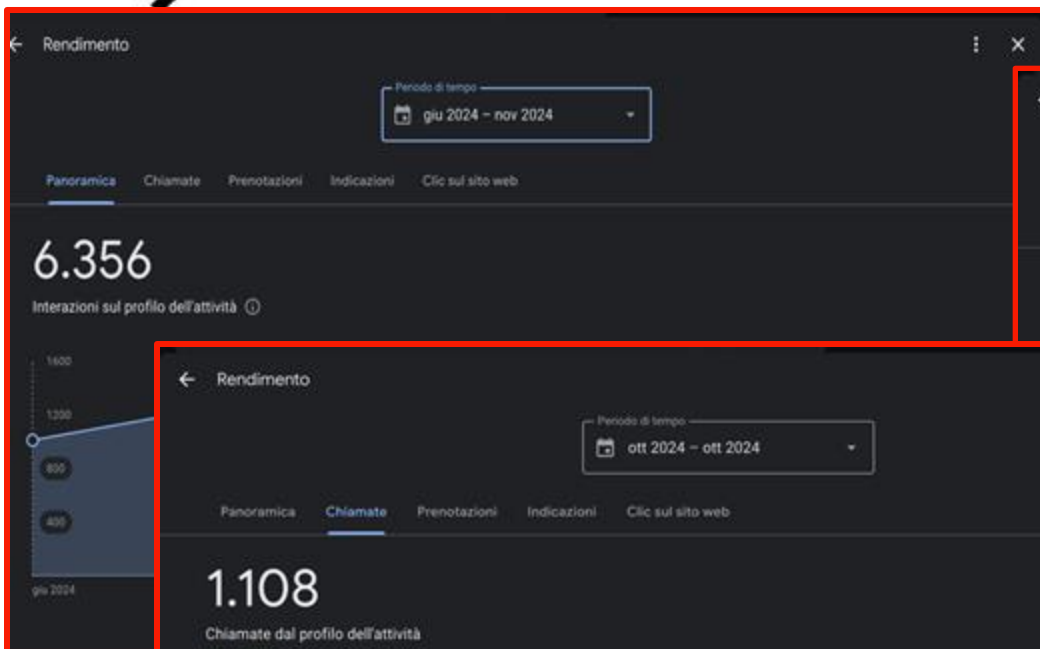 Rendimento
Periodo di tempo
giu 2024 – nov 2024
Panoramica Chiamate Prenotazioni Indicazioni Clic sul sito web
6.356
Interazioni sul profilo dell'attività
1600
1200
800
400
giu 2024
Rendimento
Periodo di tempo
ott 2024 – ott 2024
Panoramica Chiamate Prenotazioni Indicazioni Clic sul sito web
1.108
Chiamate dal profilo dell'attività